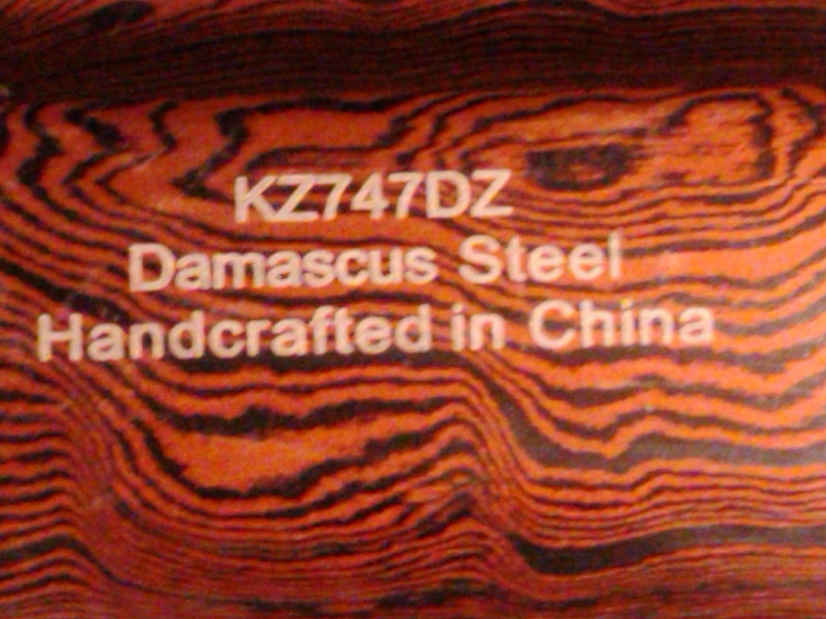 KZ747DZ
Damascus Steel
Handcrafted in China